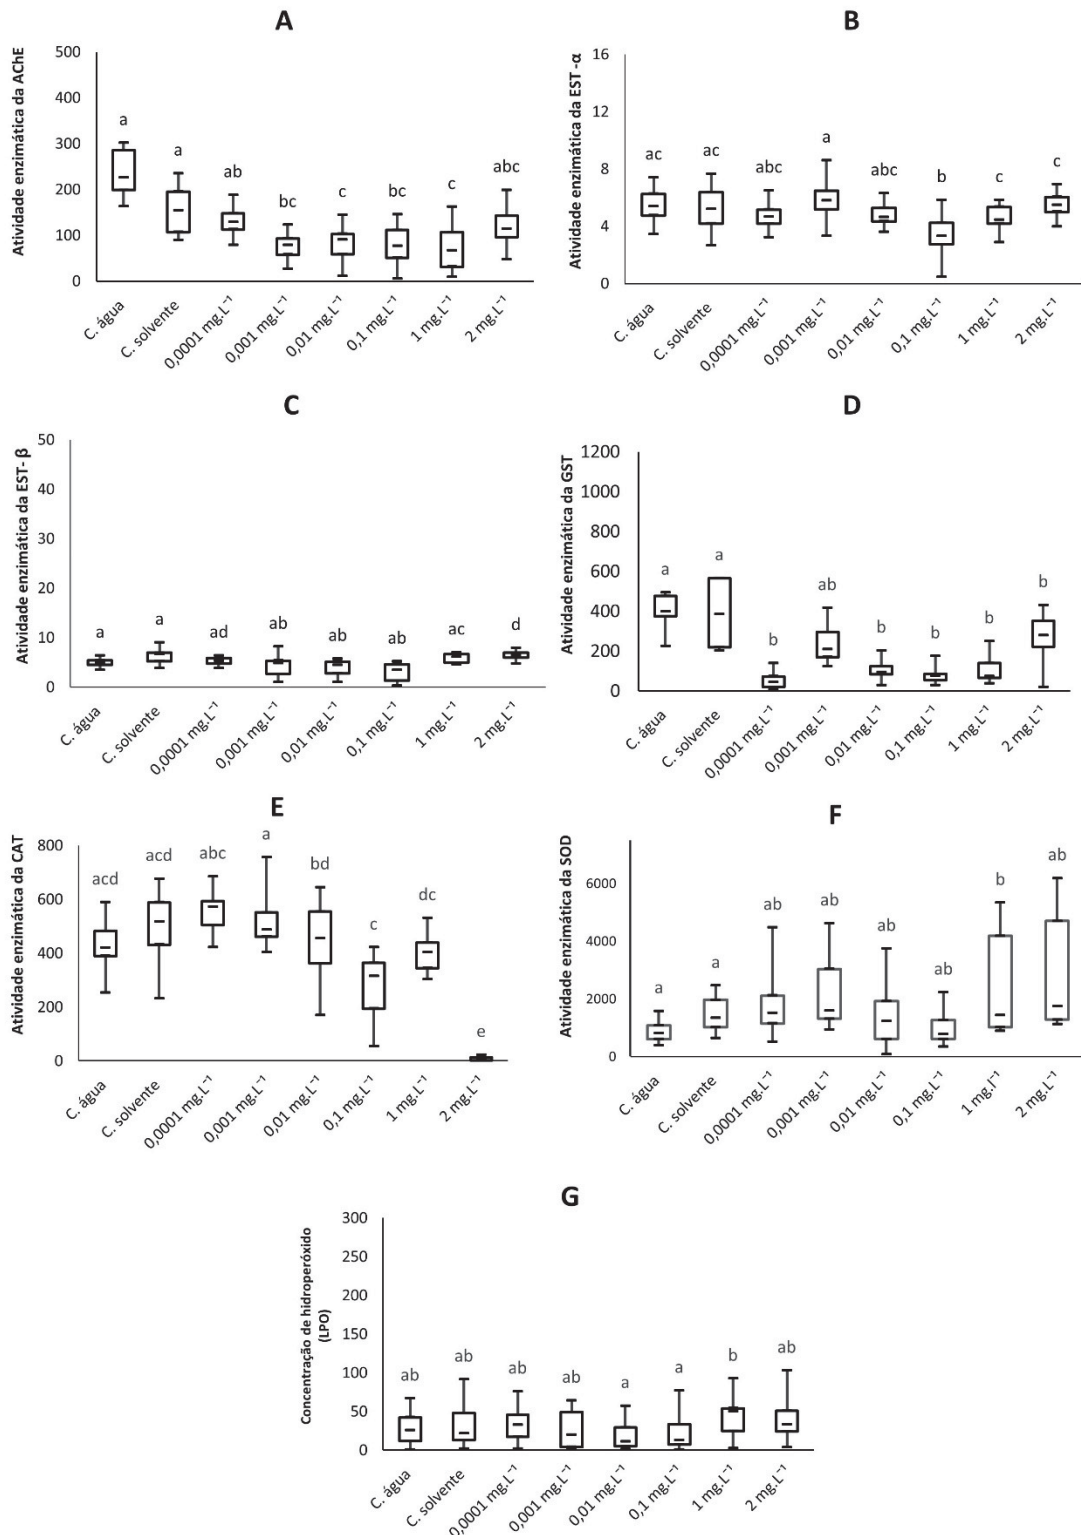 A
Atividade enzimática da AChE
500
400
300
200
100
0
a
a
ab
bc
c
bc
c
abc
C. água
C. solvente
0,0001 mg.L⁻¹
0,001 mg.L⁻¹
0,01 mg.L⁻¹
0,1 mg.L⁻¹
1 mg.L⁻¹
2 mg.L⁻¹
B
Atividade enzimática da EST -α
16
12
8
4
0
ac
ac
abc
a
abc
b
c
c
C. água
C. solvente
0,0001 mg.L⁻¹
0,001 mg.L⁻¹
0,01 mg.L⁻¹
0,1 mg.L⁻¹
1 mg.L⁻¹
2 mg.L⁻¹
C
Atividade enzimática da EST- β
50
40
30
20
10
0
a
a
ad
ab
ab
ab
ac
d
C. água
C. solvente
0,0001 mg.L⁻¹
0,001 mg.L⁻¹
0,01 mg.L⁻¹
0,1 mg.L⁻¹
1 mg.L⁻¹
2 mg.L⁻¹
D
Atividade enzimática da GST
1200
1000
800
600
400
200
0
a
a
b
ab
b
b
b
b
C. água
C. solvente
0,0001 mg.L⁻¹
0,001 mg.L⁻¹
0,01 mg.L⁻¹
0,1 mg.L⁻¹
1 mg.L⁻¹
2 mg.L⁻¹
E
Atividade enzimática da CAT
800
600
400
200
0
acd
acd
abc
a
bd
c
dc
e
C. água
C. solvente
0,0001 mg.L⁻¹
0,001 mg.L⁻¹
0,01 mg.L⁻¹
0,1 mg.L⁻¹
1 mg.L⁻¹
2 mg.L⁻¹
F
Atividade enzimática da SOD
6000
4000
2000
0
a
a
ab
ab
ab
ab
b
ab
C. água
C. solvente
0,0001 mg.L⁻¹
0,001 mg.L⁻¹
0,01 mg.L⁻¹
0,1 mg.L⁻¹
1 mg.l⁻¹
2 mg.L⁻¹
G
Concentração de hidroperóxido
(LPO)
300
250
200
150
100
50
0
ab
ab
ab
ab
a
a
b
ab
C. água
C. solvente
0,0001 mg.L⁻¹
0,001 mg.L⁻¹
0,01 mg.L⁻¹
0,1 mg.L⁻¹
1 mg.L⁻¹
2 mg.L⁻¹